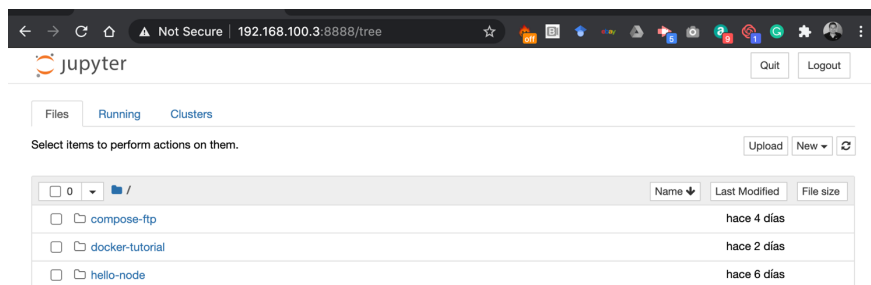 Not Secure | 192.168.100.3:8888/tree
off
5
9
1
jupyter
Quit
Logout
Files
Running
Clusters
Select items to perform actions on them.
Upload
New
0
/
Name
Last Modified
File size
compose-ftp
hace 4 días
docker-tutorial
hace 2 días
hello-node
hace 6 días